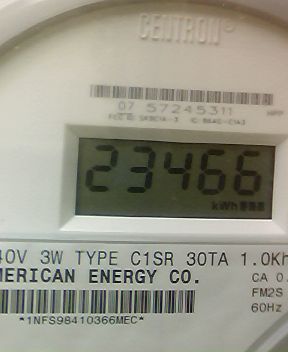 CENTRON®
07 57245311
23466
kWh
40V 3W TYPE C1SR 30TA 1.0Kh
MERICAN ENERGY CO.
CA 0.
FM2S
60Hz
*1NFS98410366MEC*